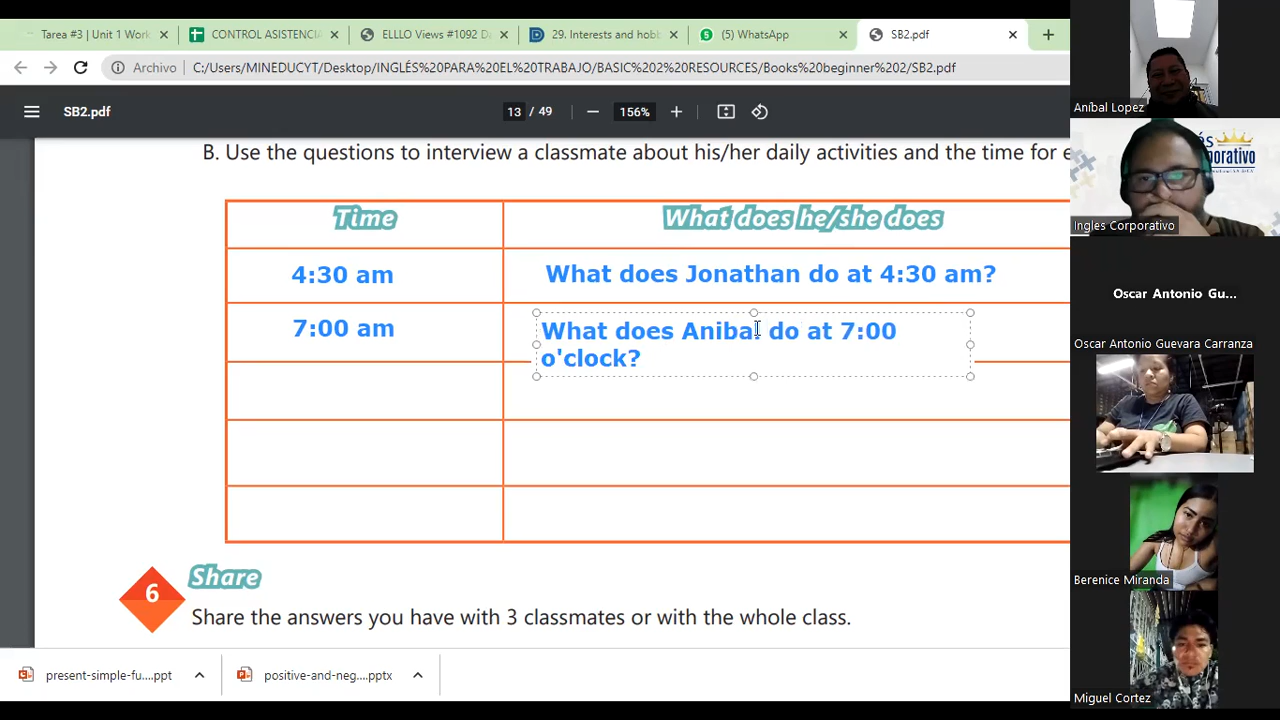 Tarea #3 | Unit 1 Work
CONTROL ASISTENCIA
ELLLO Views #1092 Da
29. Interests and hobb
(5) WhatsApp
SB2.pdf
Archivo
C:/Users/MINEDUCYT/Desktop/INGLÉS%20PARA%20EL%20TRABAJO/BASIC%202%20RESOURCES/Books%20beginner%202/SB2.pdf
SB2.pdf
13 / 49
156%
B. Use the questions to interview a classmate about his/her daily activities and the time for e
Time
What does he/she does
4:30 am
What does Jonathan do at 4:30 am?
7:00 am
What does Anibal do at 7:00
o'clock?
6
Share
Share the answers you have with 3 classmates or with the whole class.
present-simple-fu....ppt
positive-and-neg....pptx
Aníbal Lopez
Ingles Corporativo
Oscar Antonio Gu...
Oscar Antonio Guevara Carranza
Berenice Miranda
Miguel Cortez